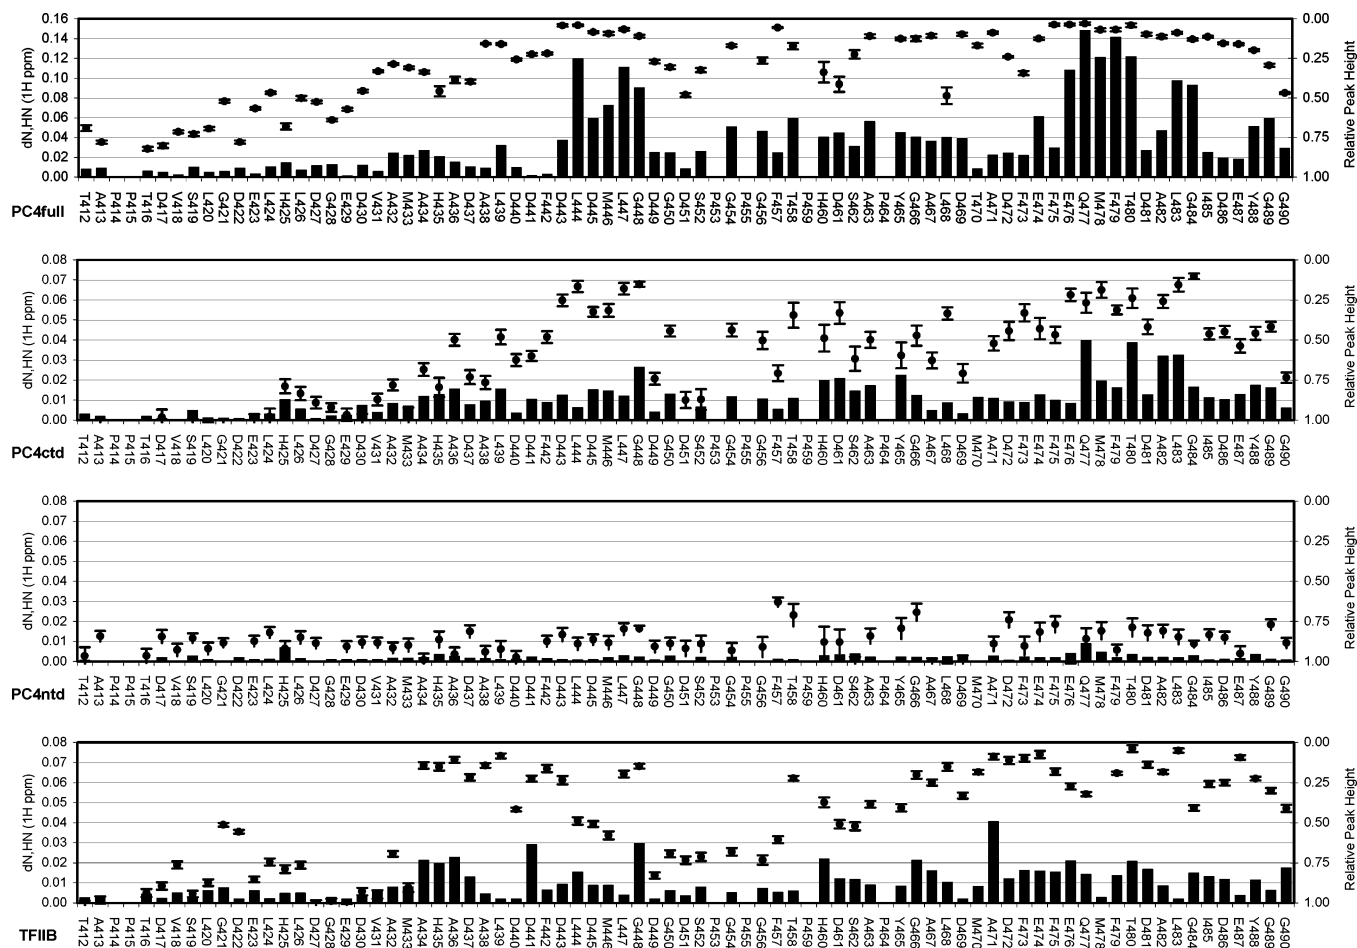 0.16 0.00
0.14
0.12 0.25
0.10
0.08 0.50
0.06
0.04 0.75
0.02
0.00 1.00
dN,HN (1H ppm)
Relative Peak Height
T412 A413 P414 P415 T416 D417 V418 S419 L420 G421 D422 E423 L424 H425 L426 D427 G428 E429 D430 V431 A432 M433 A434 H435 A436 D437 A438 L439 D440 D441 F442 D443 L444 D445 M446 L447 G448 D449 G450 D451 S452 P453 G454 P455 G456 F457 T458 P459 H460 D461 S462 A463 P464 Y465 G466 A467 L468 D469 T470 A471 D472 F473 E474 F475 E476 Q477 M478 F479 T480 D481 A482 L483 G484 I485 D486 E487 Y488 G489 G490
PC4full
0.08 0.00
0.07
0.06 0.25
0.05
0.04 0.50
0.03
0.02 0.75
0.01
0.00 1.00
dN,HN (1H ppm)
Relative Peak Height
T412 A413 P414 P415 T416 D417 V418 S419 L420 G421 D422 E423 L424 H425 L426 D427 G428 E429 D430 V431 A432 M433 A434 H435 A436 D437 A438 L439 D440 D441 F442 D443 L444 D445 M446 L447 G448 D449 G450 D451 S452 P453 G454 P455 G456 F457 T458 P459 H460 D461 S462 A463 P464 Y465 G466 A467 L468 D469 M470 A471 D472 F473 E474 F475 E476 Q477 M478 F479 T480 D481 A482 L483 G484 I485 D486 E487 Y488 G489 G490
PC4ctd
0.08 0.00
0.07
0.06 0.25
0.05
0.04 0.50
0.03
0.02 0.75
0.01
0.00 1.00
dN,HN (1H ppm)
Relative Peak Height
T412 A413 P414 P415 T416 D417 V418 S419 L420 G421 D422 E423 L424 H425 L426 D427 G428 E429 D430 V431 A432 M433 A434 H435 A436 D437 A438 L439 D440 D441 F442 D443 L444 D445 M446 L447 G448 D449 G450 D451 S452 P453 G454 P455 G456 F457 T458 P459 H460 D461 S462 A463 P464 Y465 G466 A467 L468 D469 M470 A471 D472 F473 E474 F475 E476 Q477 M478 F479 T480 D481 A482 L483 G484 I485 D486 E487 Y488 G489 G490
PC4ntd
0.08 0.00
0.07
0.06 0.25
0.05
0.04 0.50
0.03
0.02 0.75
0.01
0.00 1.00
dN,HN (1H ppm)
Relative Peak Height
T412 A413 P414 P415 T416 D417 V418 S419 L420 G421 D422 E423 L424 H425 L426 D427 G428 E429 D430 V431 A432 M433 A434 H435 A436 D437 A438 L439 D440 D441 F442 D443 L444 D445 M446 L447 G448 D449 G450 D451 S452 P453 G454 P455 G456 F457 T458 P459 H460 D461 S462 A463 P464 Y465 G466 A467 L468 D469 M470 A471 D472 F473 E474 F475 E476 Q477 M478 F479 T480 D481 A482 L483 G484 I485 D486 E487 Y488 G489 G490
TFIIB